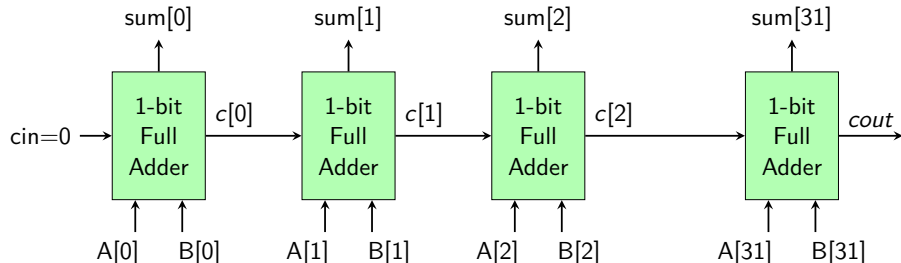 sum[0] sum[1] sum[2] sum[31]
1-bit Full Adder
1-bit Full Adder
1-bit Full Adder
1-bit Full Adder
cin=0 c[0] c[1] c[2] cout
A[0] B[0] A[1] B[1] A[2] B[2] A[31] B[31]